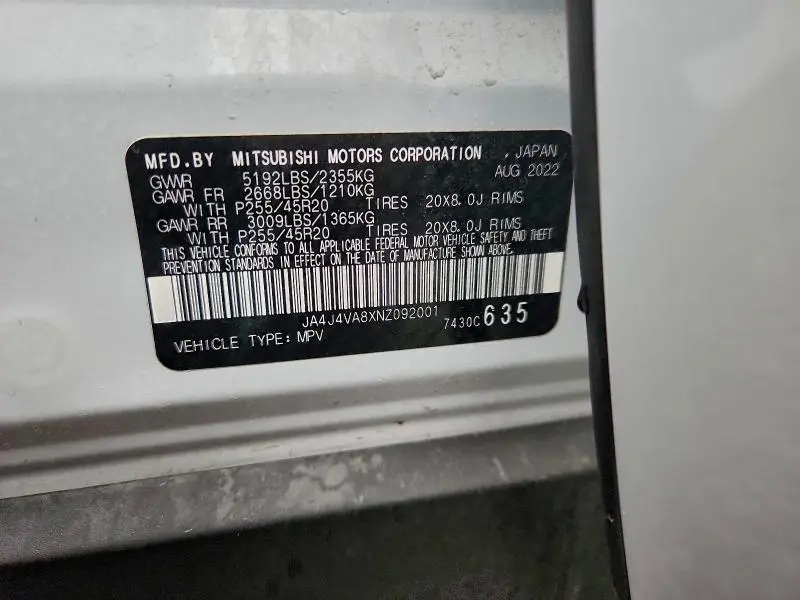 MFD.BY MITSUBISHI MOTORS CORPORATION , JAPAN
GVWR 5192LBS/2355KG AUG 2022
GAWR FR 2668LBS/1210KG
WITH P255/45R20 TIRES 20X8.0J RIMS
GAWR RR 3009LBS/1365KG
WITH P255/45R20 TIRES 20X8.0J RIMS
THIS VEHICLE CONFORMS TO ALL APPLICABLE FEDERAL MOTOR VEHICLE SAFETY AND THEFT
PREVENTION STANDARDS IN EFFECT ON THE DATE OF MANUFACTURE SHOWN ABOVE.
JA4J4VA8XNZ092001 7430C 635
VEHICLE TYPE: MPV